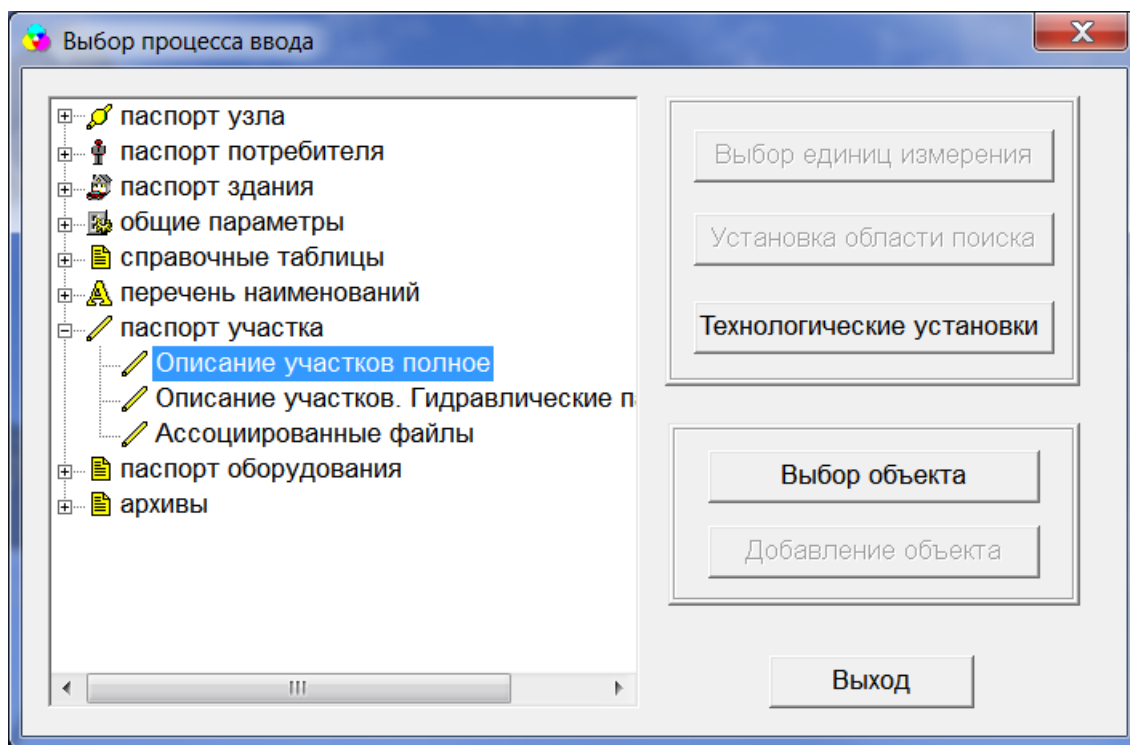 Выбор процесса ввода
паспорт узла
паспорт потребителя
паспорт здания
общие параметры
справочные таблицы
перечень наименований
паспорт участка
Описание участков полное
Описание участков. Гидравлические п
Ассоциированные файлы
паспорт оборудования
архивы
Выбор единиц измерения
Установка области поиска
Технологические установки
Выбор объекта
Добавление объекта
Выход